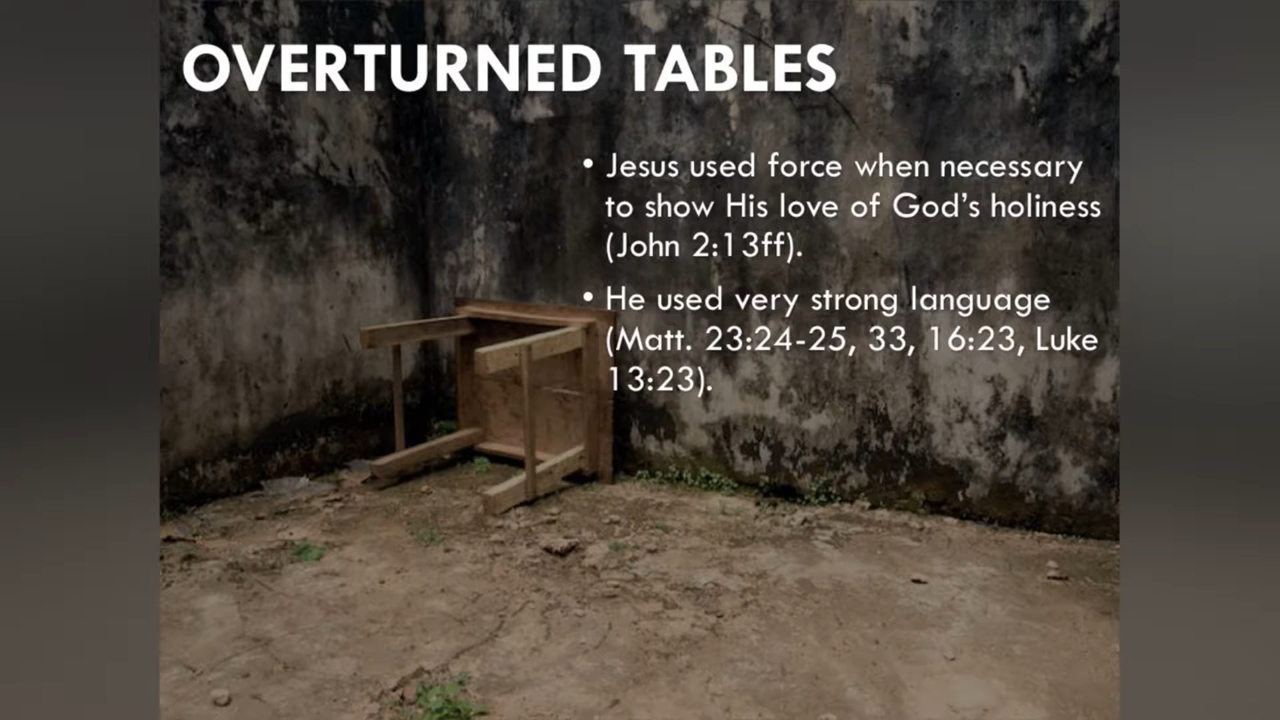 OVERTURNED TABLES
• Jesus used force when necessary
to show His love of God's holiness
(John 2:13ff).
• He used very strong language
(Matt. 23:24-25, 33, 16:23, Luke
13:23).